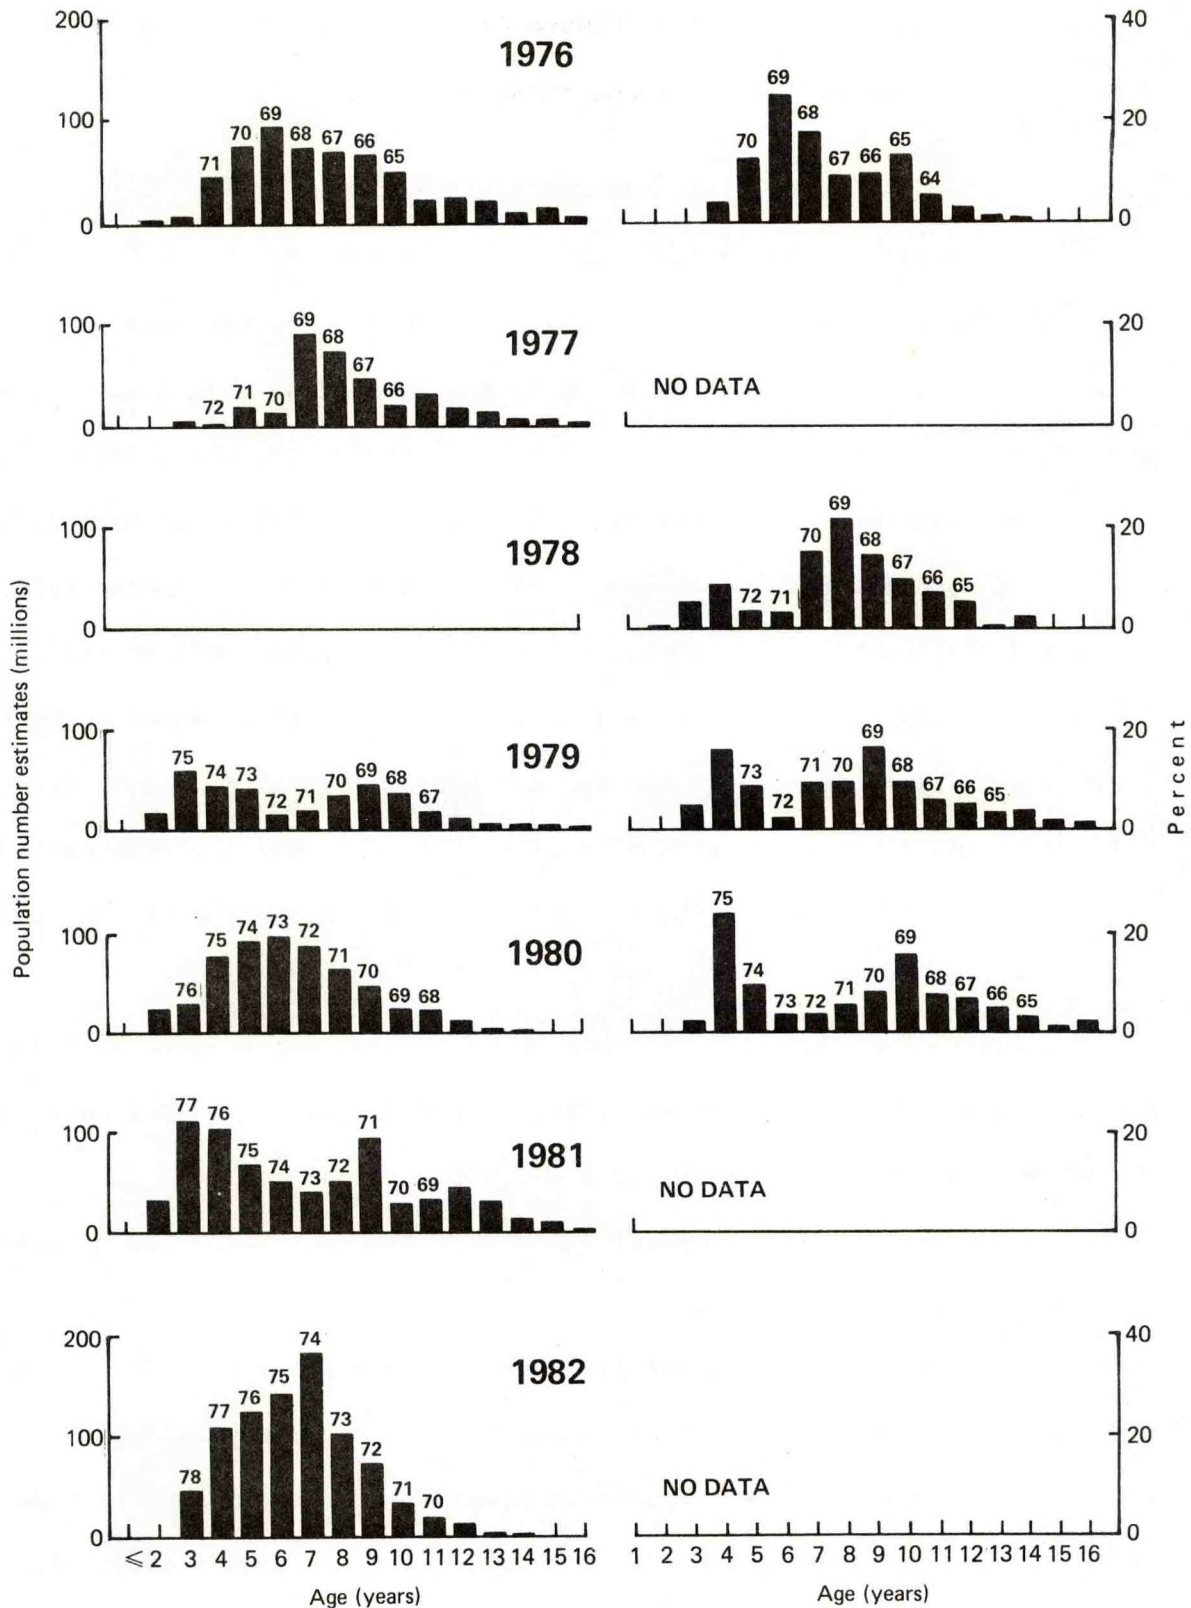 200
100
0
1976
71 70 69 68 67 66 65
70 69 68 67 66 65 64
40
20
0
100
0
1977
72 71 70 69 68 67 66
NO DATA
20
0
100
0
1978
72 71 70 69 68 67 66 65
20
0
100
0
1979
75 74 73 72 71 70 69 68 67
73 72 71 70 69 68 67 66 65
20
0
100
0
1980
76 75 74 73 72 71 70 69 68
75 74 73 72 71 70 69 68 67 66 65
20
0
100
0
1981
77 76 75 74 73 72 71 70 69
NO DATA
20
0
200
100
0
1982
78 77 76 75 74 73 72 71 70
NO DATA
40
20
0
⩽ 2 3 4 5 6 7 8 9 10 11 12 13 14 15 16
1 2 3 4 5 6 7 8 9 10 11 12 13 14 15 16
Age (years)
Age (years)
Population number estimates (millions)
Percent